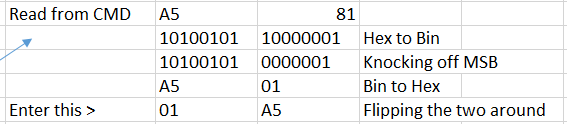 Read from CMD A5 81
10100101 10000001 Hex to Bin
10100101 0000001 Knocking off MSB
A5 01 Bin to Hex
Enter this > 01 A5 Flipping the two around